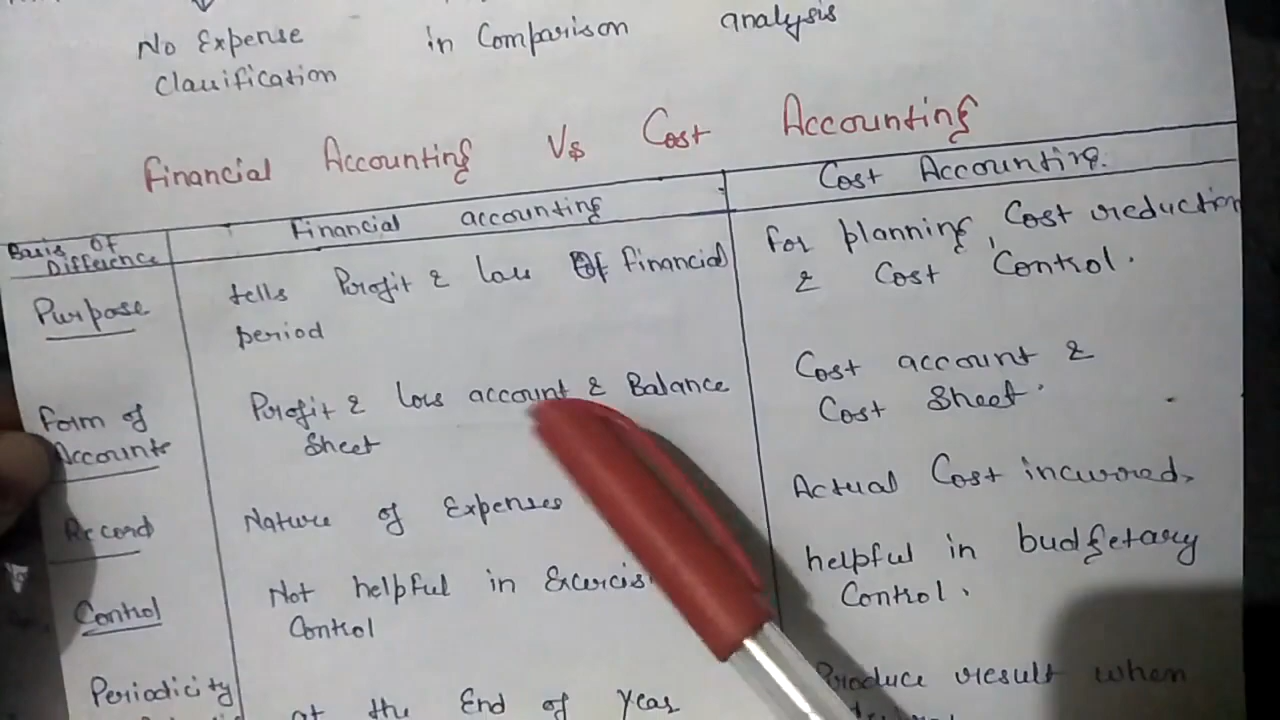 No Expense in Comparison analysis
Classification
Financial Accounting Vs Cost Accounting
Basis of Difference
Financial accounting
Cost Accounting.
Purpose
tells Profit & loss Of financial
period
For planning, Cost reduction
& Cost Control.
Form of
Accounts
Profit & loss account & Balance
Sheet
Cost account &
Cost Sheet.
Record
Nature of Expenses
Actual Cost incurred.
Control
Not helpful in
Control
helpful in budgetary
Control.
Periodicity
at the End of year
Produce result when